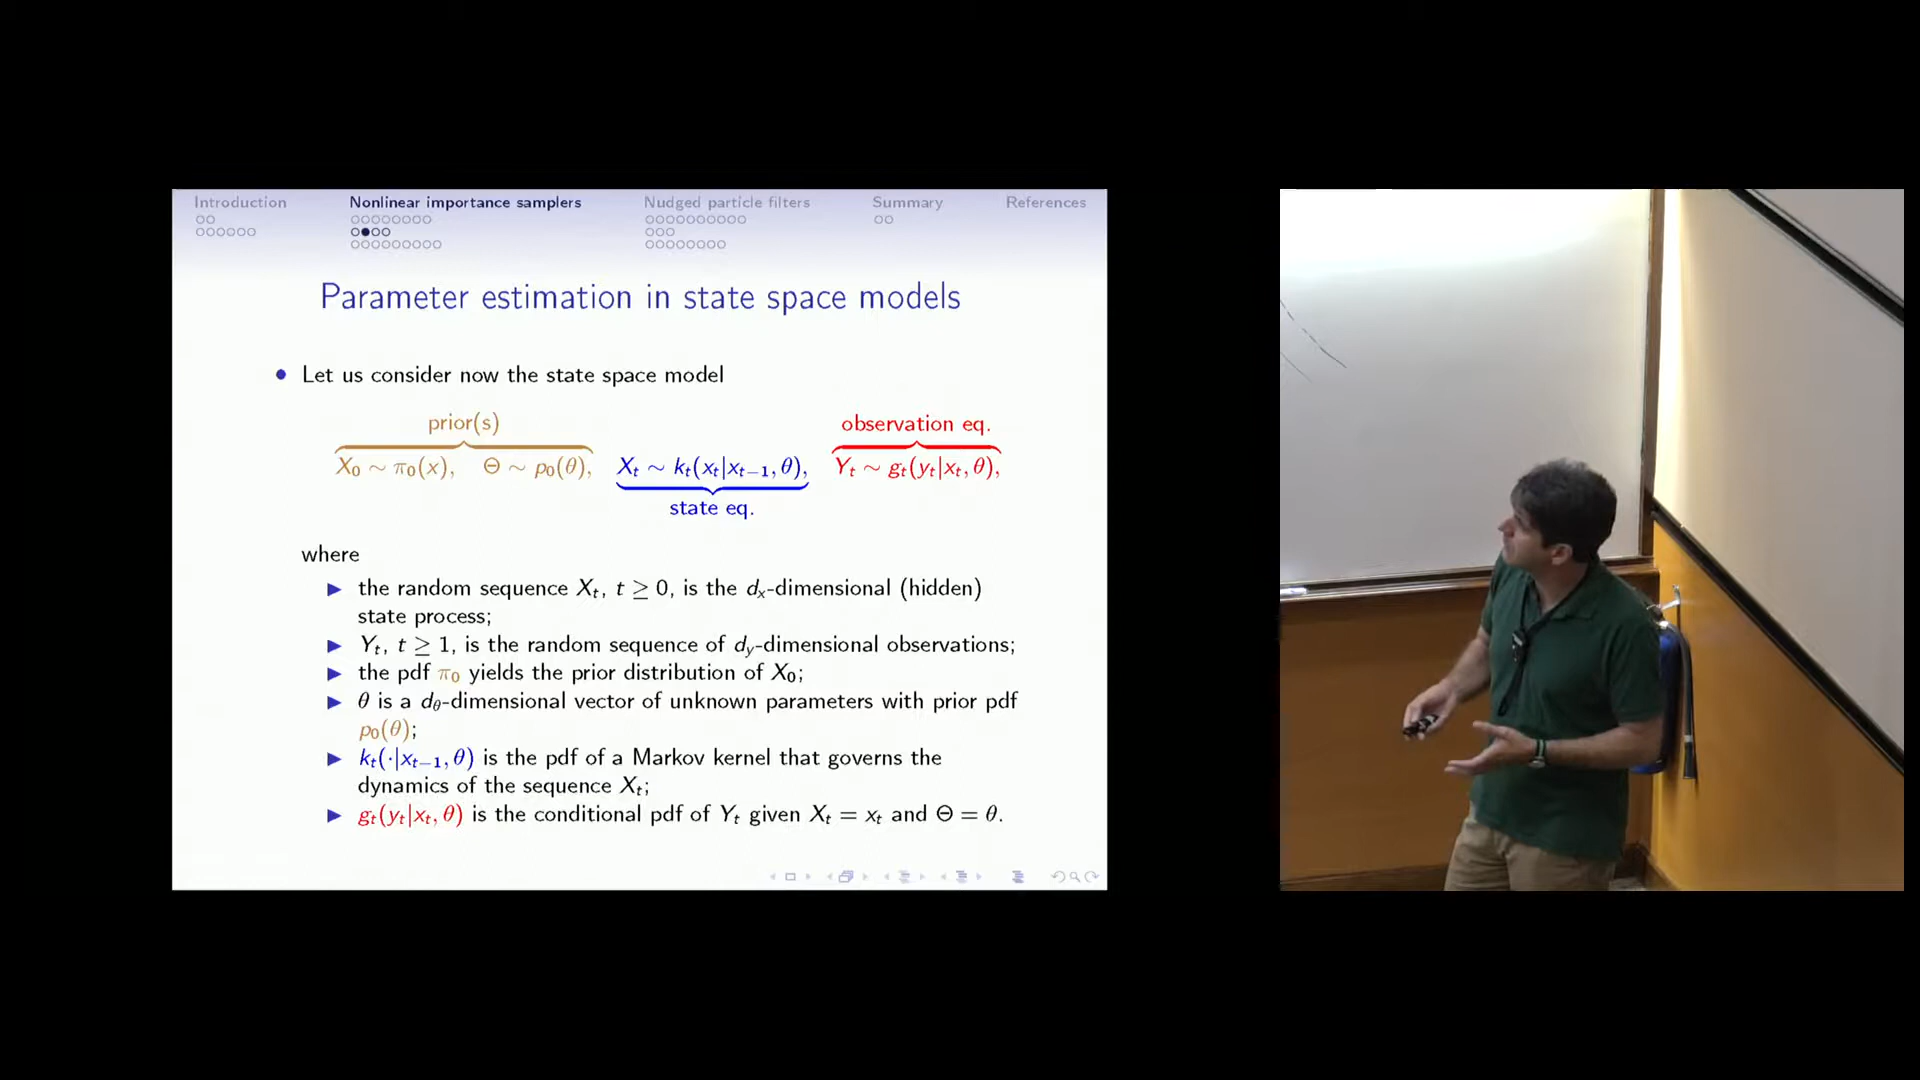 Introduction Nonlinear importance samplers Nudged particle filters Summary References
Parameter estimation in state space models
• Let us consider now the state space model
prior(s) observation eq.
X₀ ∼ π₀(x), Θ ∼ p₀(θ), Xₜ ∼ kₜ(xₜ|xₜ₋₁, θ), Yₜ ∼ gₜ(yₜ|xₜ, θ),
state eq.
where
▶ the random sequence Xₜ, t ≥ 0, is the dₓ-dimensional (hidden)
state process;
▶ Yₜ, t ≥ 1, is the random sequence of d_y-dimensional observations;
▶ the pdf π₀ yields the prior distribution of X₀;
▶ θ is a d_θ-dimensional vector of unknown parameters with prior pdf
p₀(θ);
▶ kₜ(·|xₜ₋₁, θ) is the pdf of a Markov kernel that governs the
dynamics of the sequence Xₜ;
▶ gₜ(yₜ|xₜ, θ) is the conditional pdf of Yₜ given Xₜ = xₜ and Θ = θ.